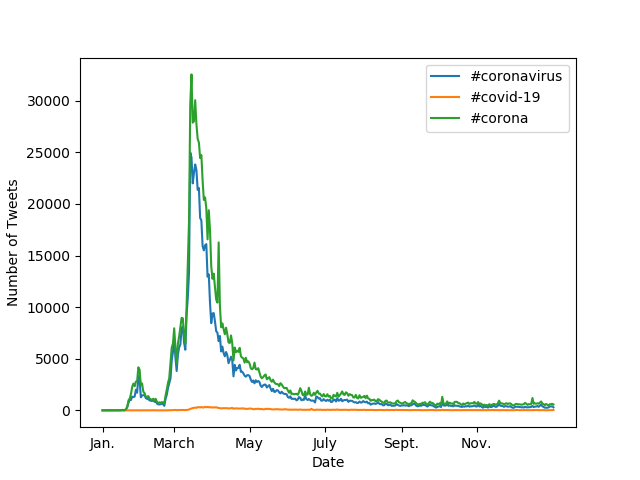 #coronavirus
#covid-19
#corona
Number of Tweets
30000
25000
20000
15000
10000
5000
0
Jan. March May July Sept. Nov.
Date